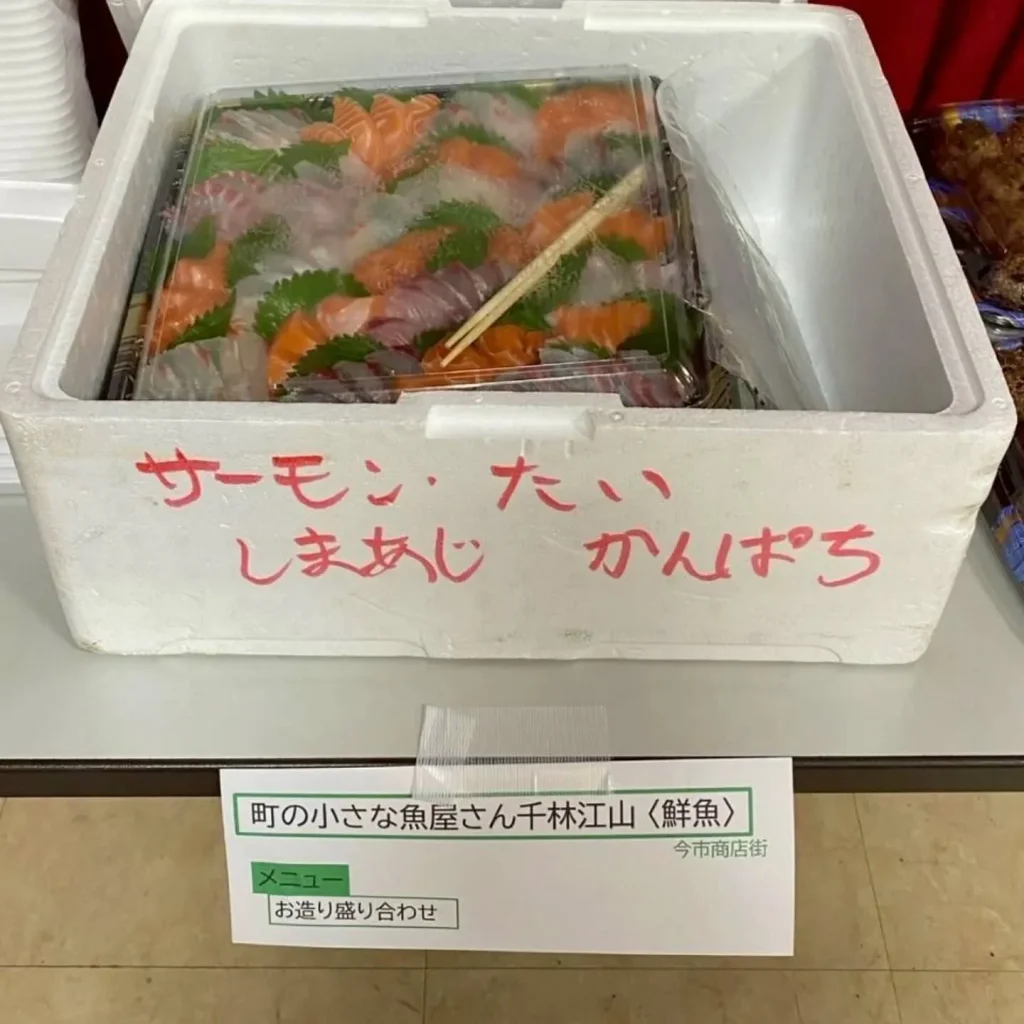 サーモン・たい
しまあじ かんぱち
町の小さな魚屋さん千林江山〈鮮魚〉
今市商店街
メニュー
お造り盛り合わせ